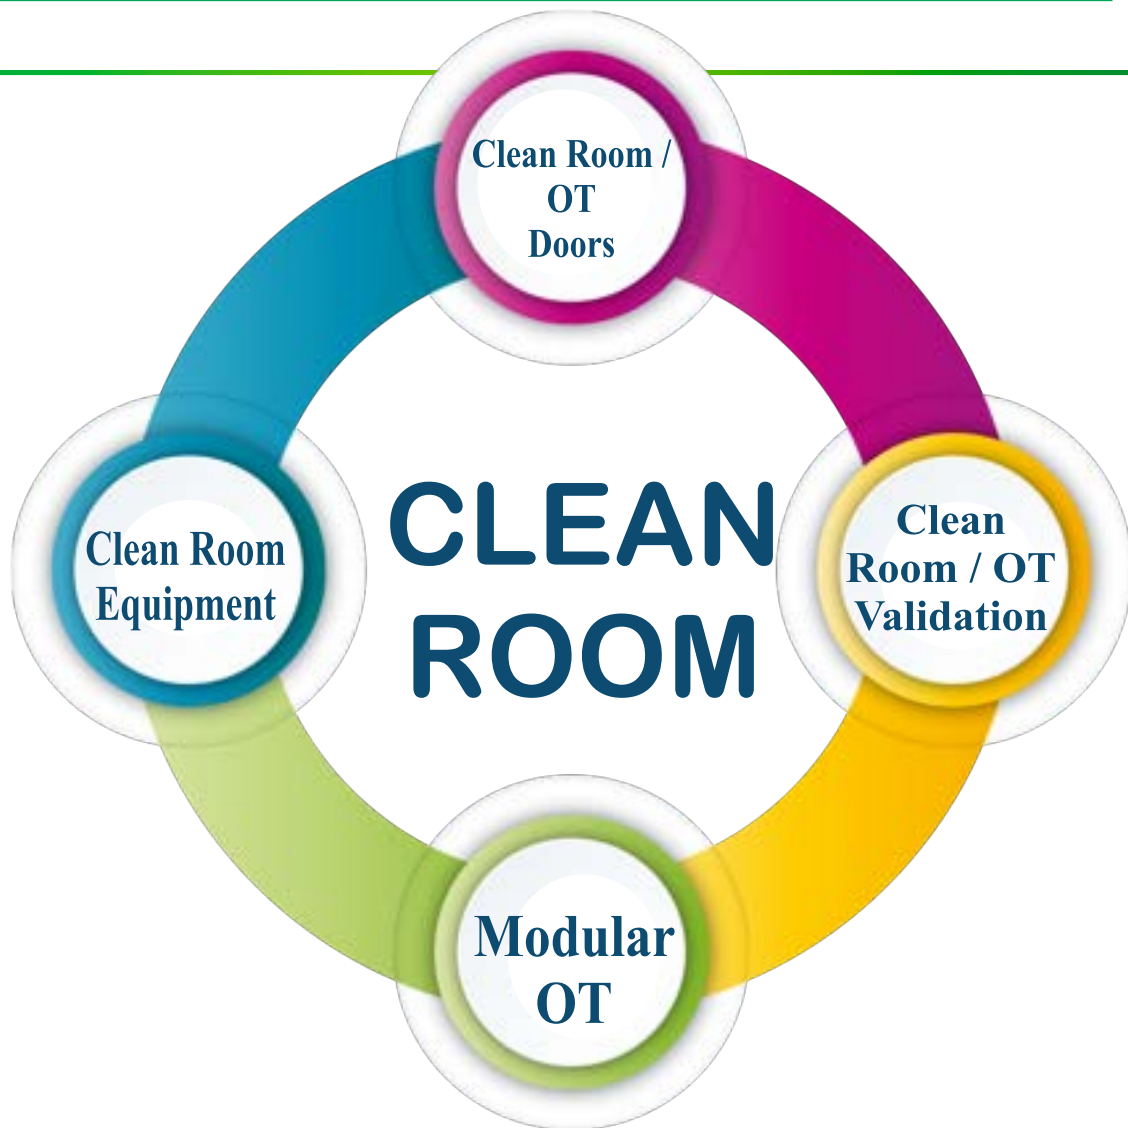 Clean Room /
OT
Doors
Clean Room
Equipment
CLEAN
ROOM
Clean
Room / OT
Validation
Modular
OT